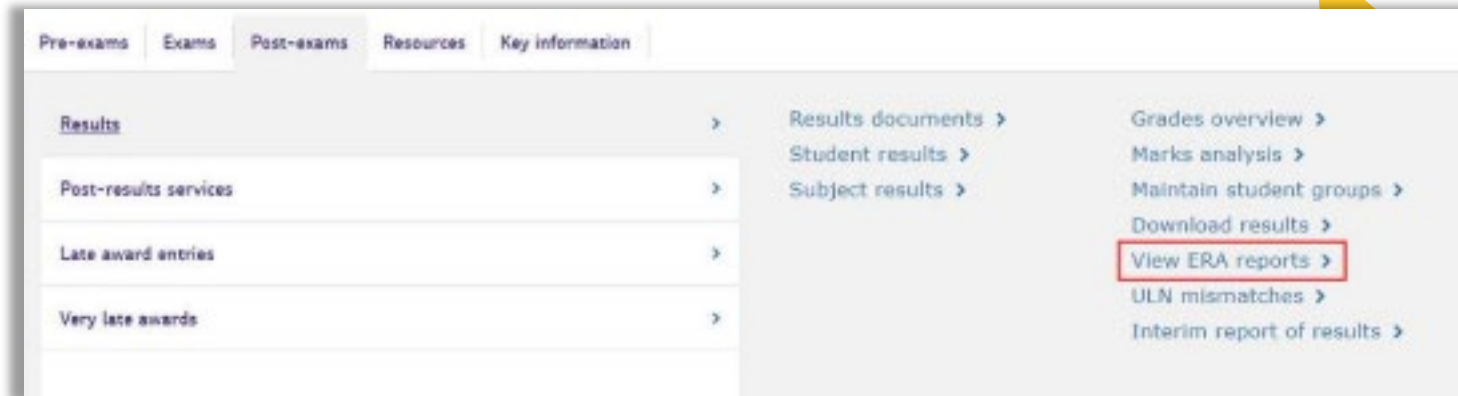 Pre-exams Exams Post-exams Resources Key information
Results
Post-results services
Late award entries
Very late awards
Results documents
Student results
Subject results
Grades overview
Marks analysis
Maintain student groups
Download results
View ERA reports
ULN mismatches
Interim report of results